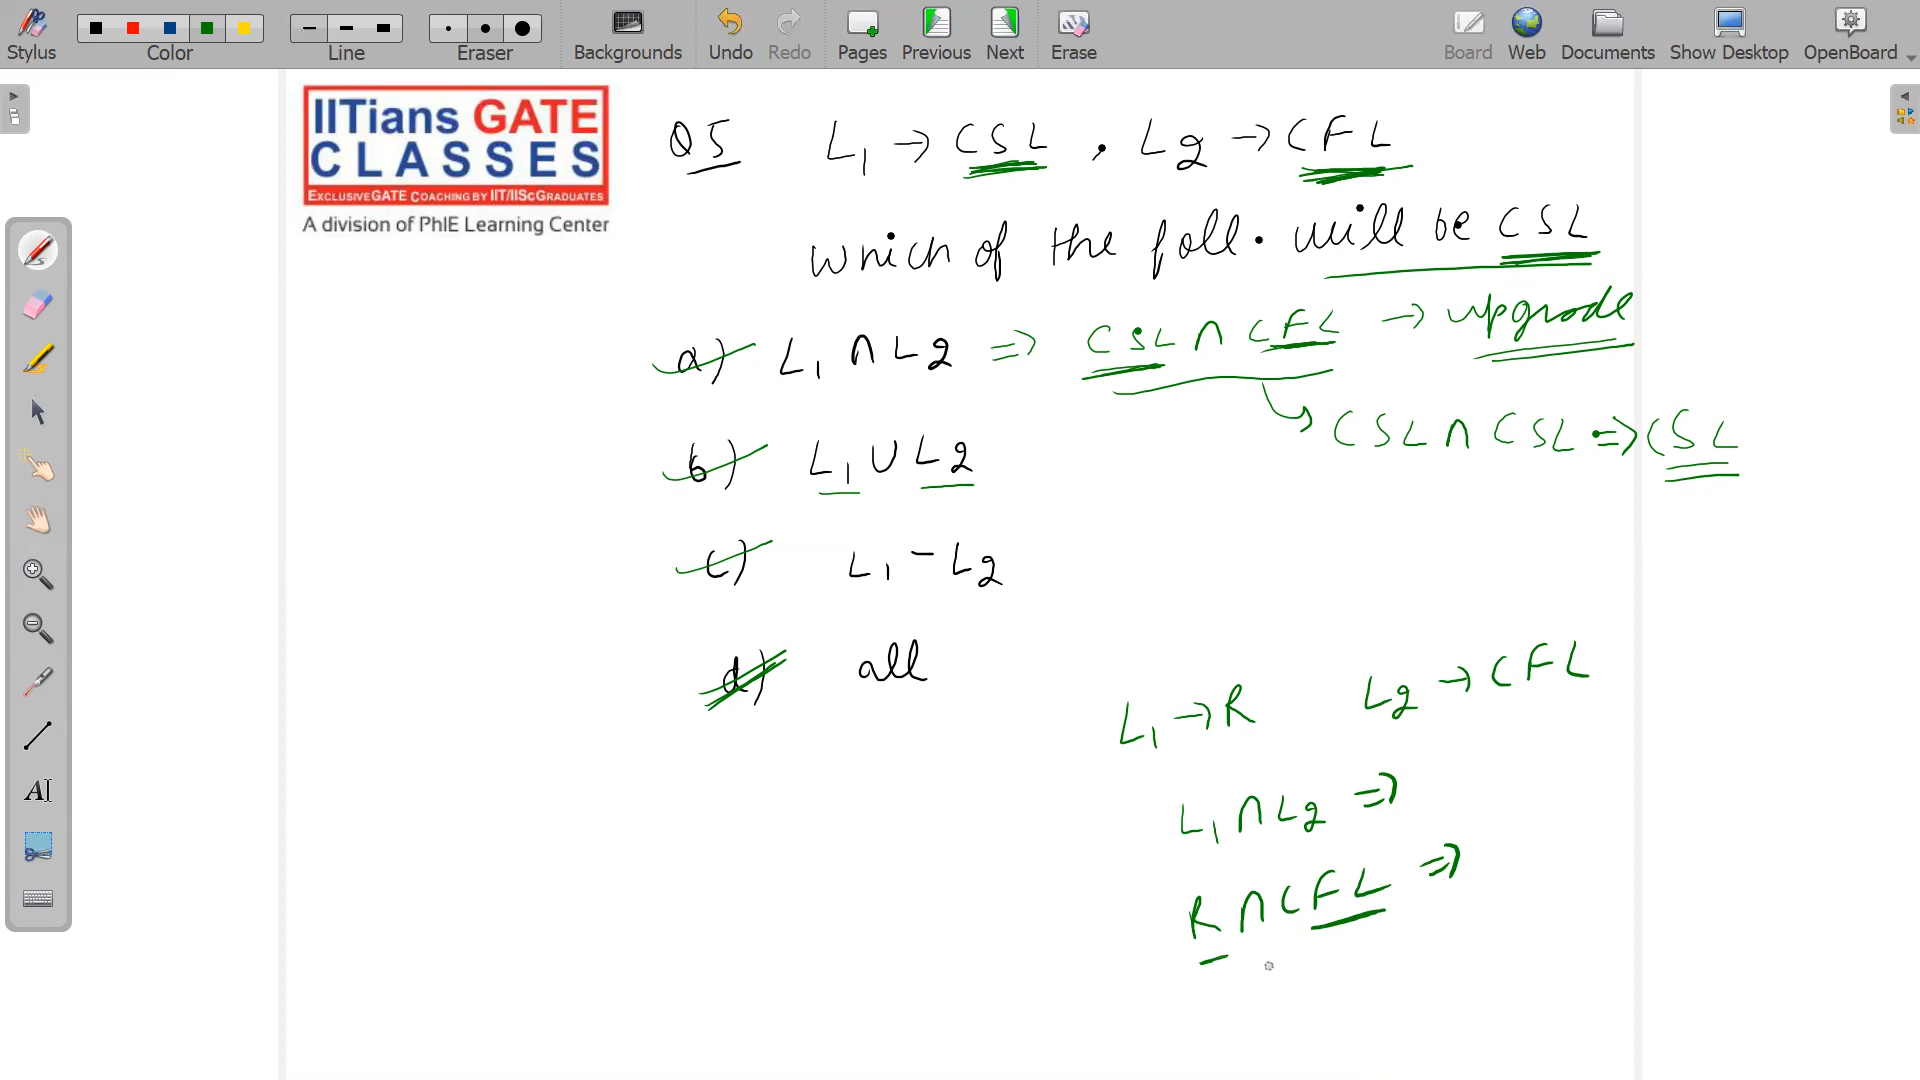 Stylus Color Line Eraser Backgrounds Undo Redo Pages Previous Next Erase Board Web Documents Show Desktop OpenBoard
IITians GATE
CLASSES
EXCLUSIVE GATE COACHING BY IIT/IISc GRADUATES
A division of PhIE Learning Center
Q5 L1 → CSL, L2 → CFL
which of the foll. will be CSL
a) L1 ∩ L2 ⇒ CSL ∩ CFL → upgrade
CSL ∩ CSL ⇒ CSL
b) L1 ∪ L2
c) L1 - L2
d) all
L1 → R L2 → CFL
L1 ∩ L2 ⇒
R ∩ CFL ⇒